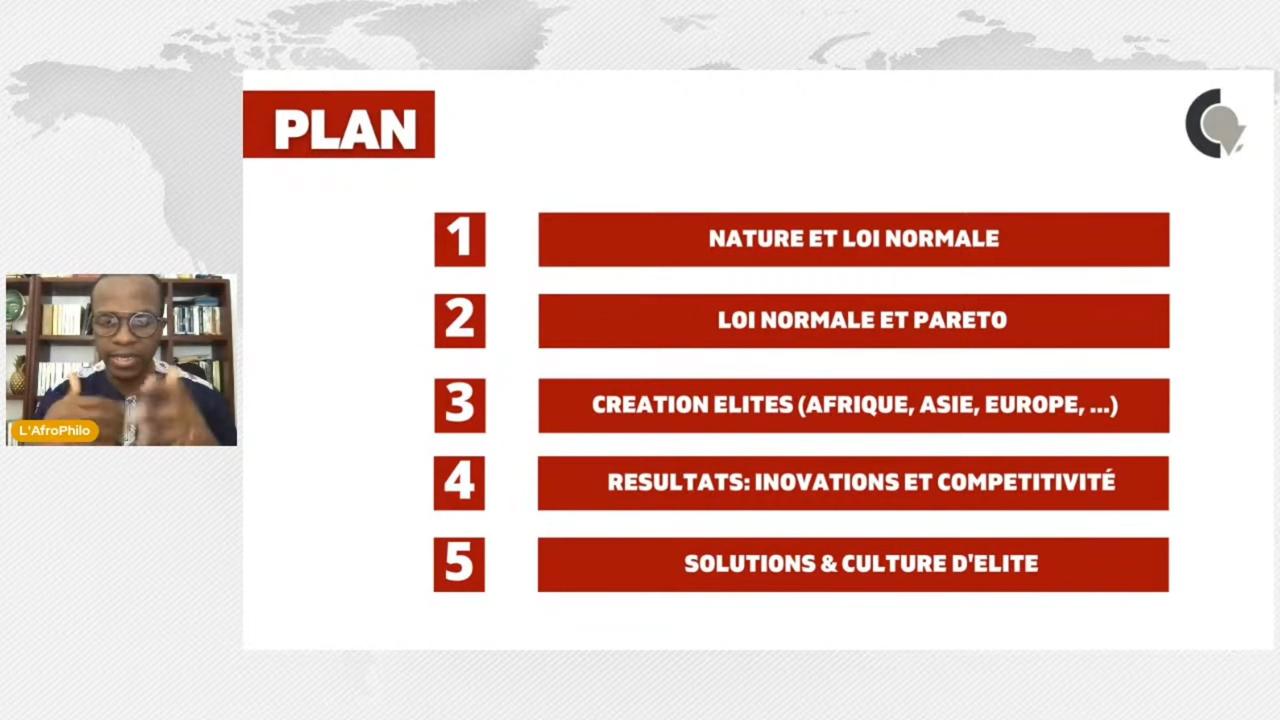 PLAN
1
NATURE ET LOI NORMALE
2
LOI NORMALE ET PARETO
3
CREATION ELITES (AFRIQUE, ASIE, EUROPE, ...)
4
RESULTATS: INOVATIONS ET COMPETITIVITÉ
5
SOLUTIONS & CULTURE D'ELITE
L'AfroPhilo